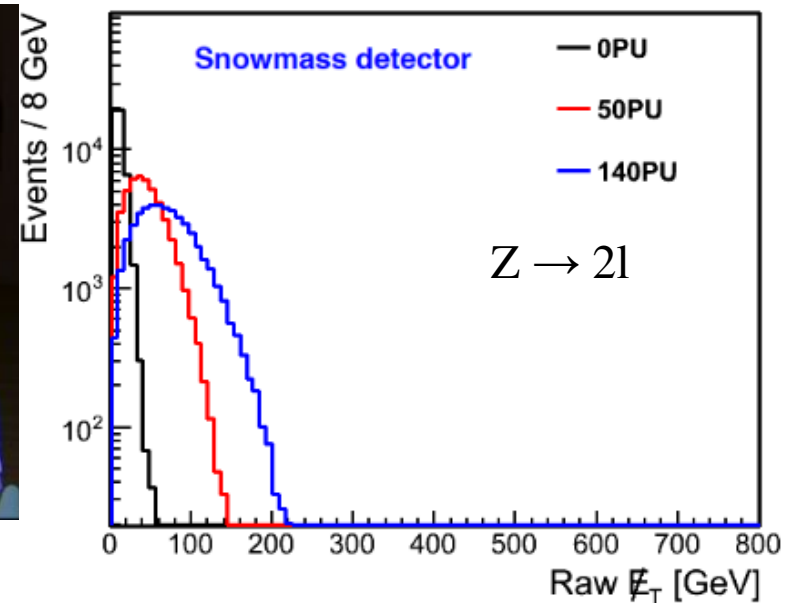 Snowmass detector
0PU
50PU
140PU
Z → 2l
Events / 8 GeV
10⁴
10³
10²
0 100 200 300 400 500 600 700 800
Raw E̸_T [GeV]